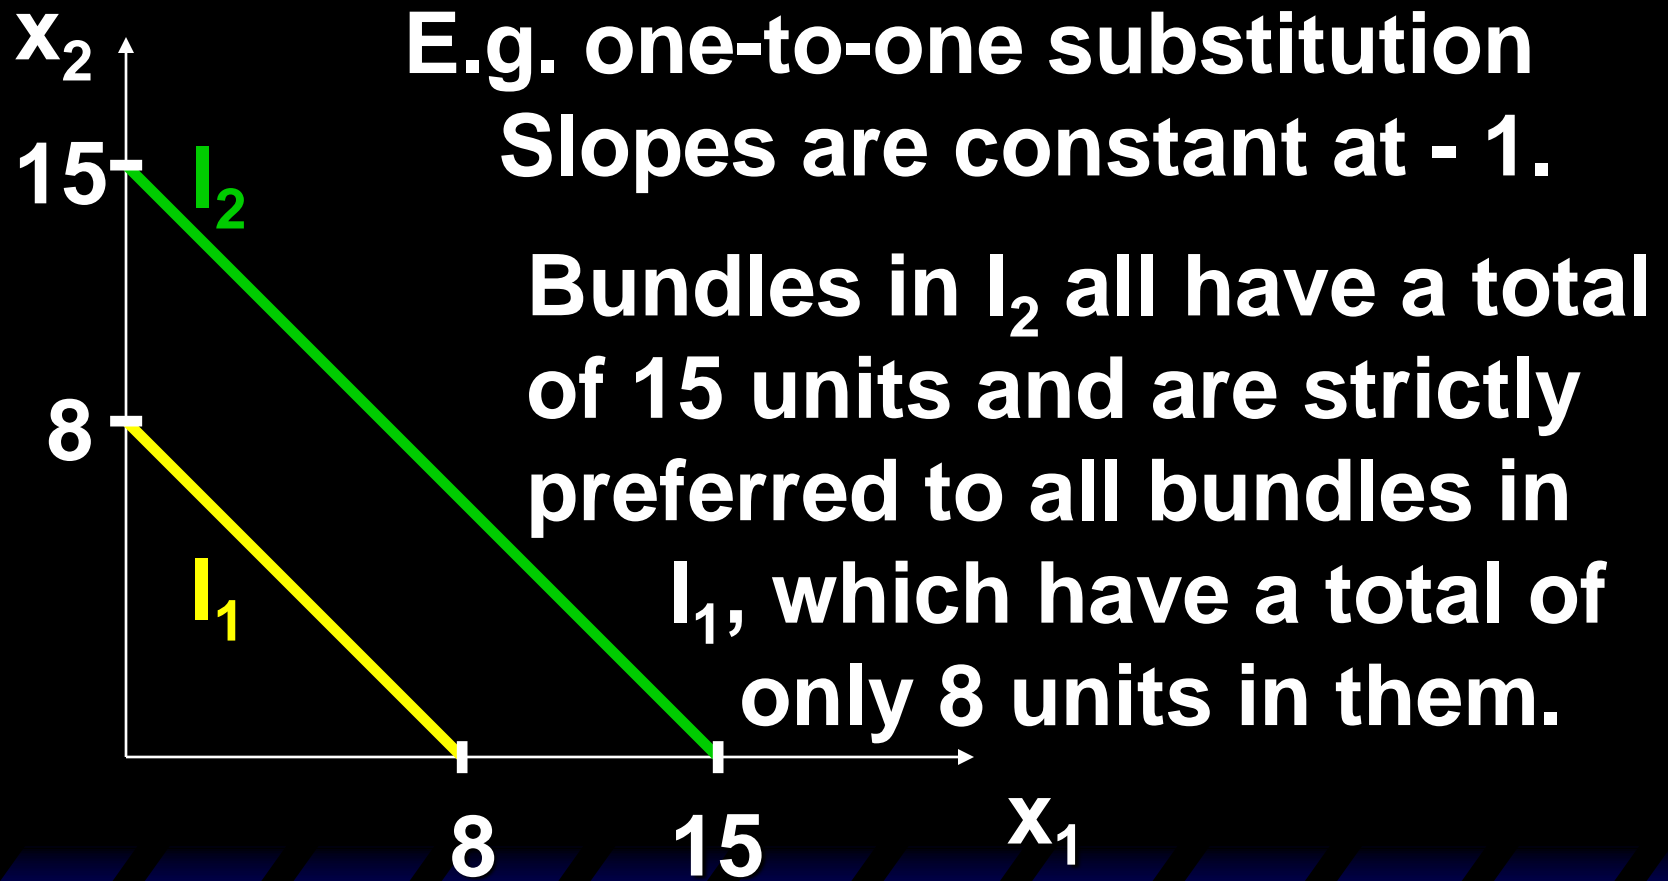 x₂
E.g. one-to-one substitution
Slopes are constant at - 1.
15
I₂
Bundles in I₂ all have a total
of 15 units and are strictly
8
preferred to all bundles in
I₁
I₁, which have a total of
only 8 units in them.
8
15
x₁